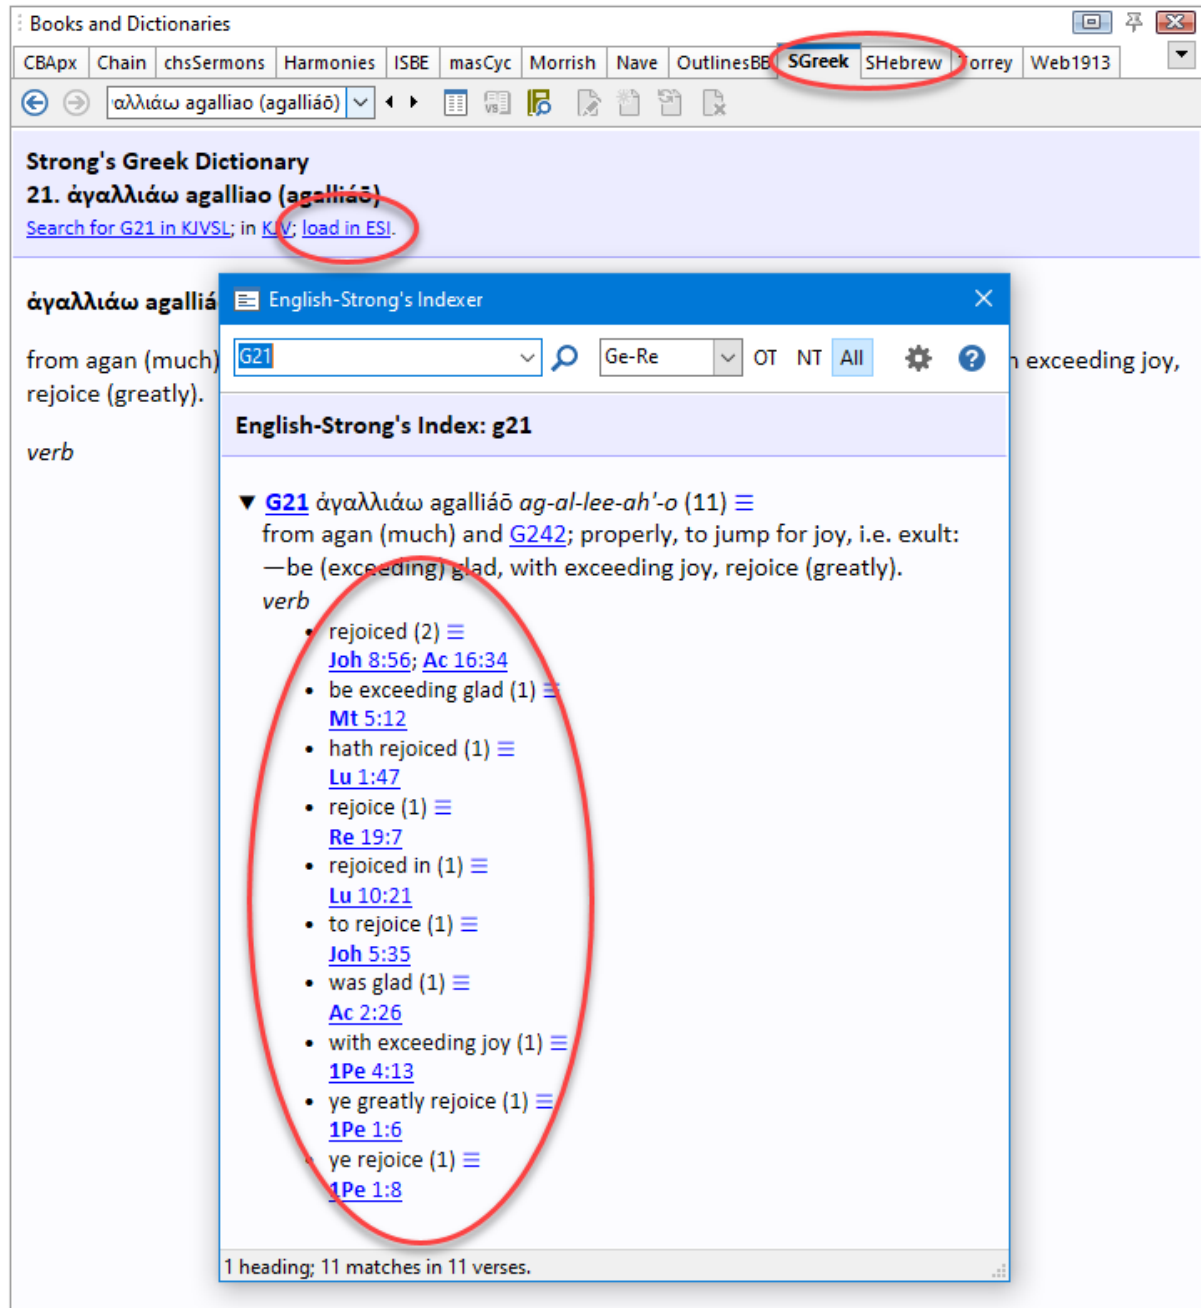 Books and Dictionaries
CBApx Chain chsSermons Harmonies ISBE masCyc Morrish Nave OutlinesBB SGreek SHebrew Torrey Web1913
αλλιάω agalliao (agalliáō)
Strong's Greek Dictionary
21. ἀγαλλιάω agalliao (agalliáō)
Search for G21 in KJVSL; in KJV; load in ESI.
ἀγαλλιάω agalliá
English-Strong's Indexer
G21 Ge-Re OT NT All
from agan (much) exceeding joy,
rejoice (greatly).
verb
English-Strong's Index: g21
▼ G21 ἀγαλλιάω agalliáō ag-al-lee-ah'-o (11) ☰
from agan (much) and G242; properly, to jump for joy, i.e. exult:
—be (exceeding) glad, with exceeding joy, rejoice (greatly).
verb
• rejoiced (2) ☰
Joh 8:56; Ac 16:34
• be exceeding glad (1) ☰
Mt 5:12
• hath rejoiced (1) ☰
Lu 1:47
• rejoice (1) ☰
Re 19:7
• rejoiced in (1) ☰
Lu 10:21
• to rejoice (1) ☰
Joh 5:35
• was glad (1) ☰
Ac 2:26
• with exceeding joy (1) ☰
1Pe 4:13
• ye greatly rejoice (1) ☰
1Pe 1:6
• ye rejoice (1) ☰
1Pe 1:8
1 heading; 11 matches in 11 verses.